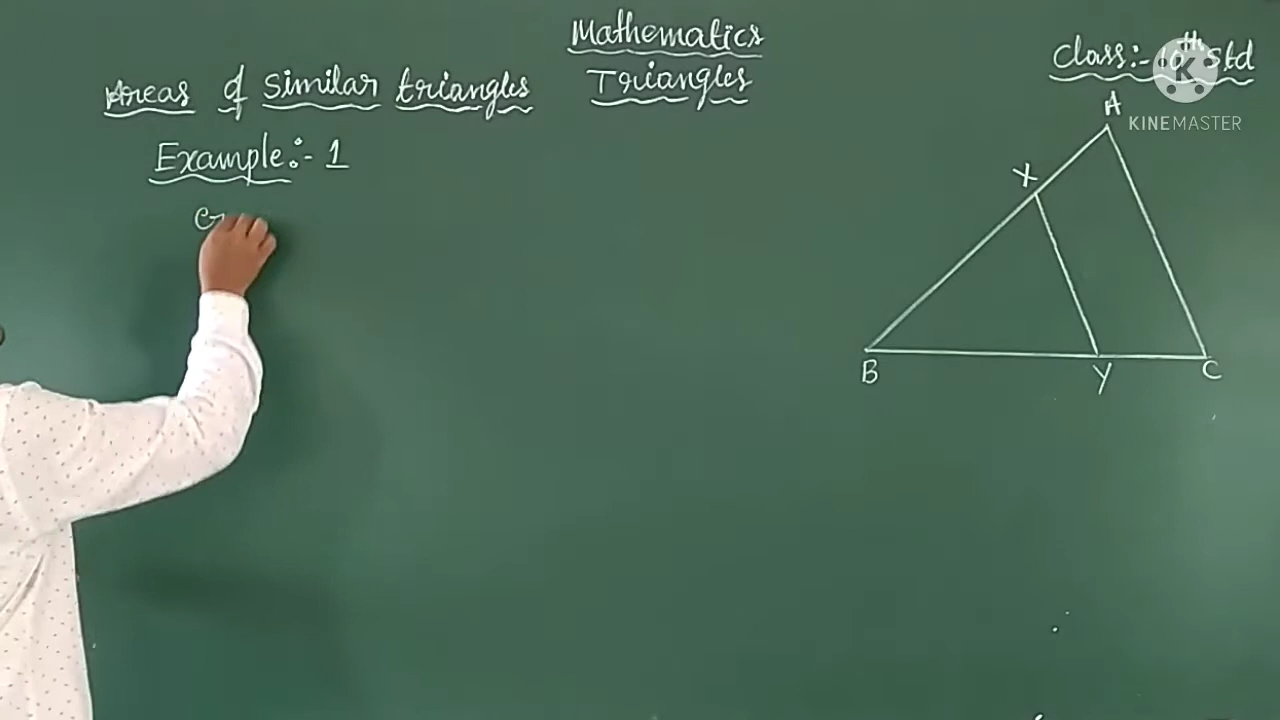 Mathematics
Class:- 10th Std
Areas of Similar triangles
Triangles
Example:- 1
K
KINEMASTER
A
X
B
Y
C